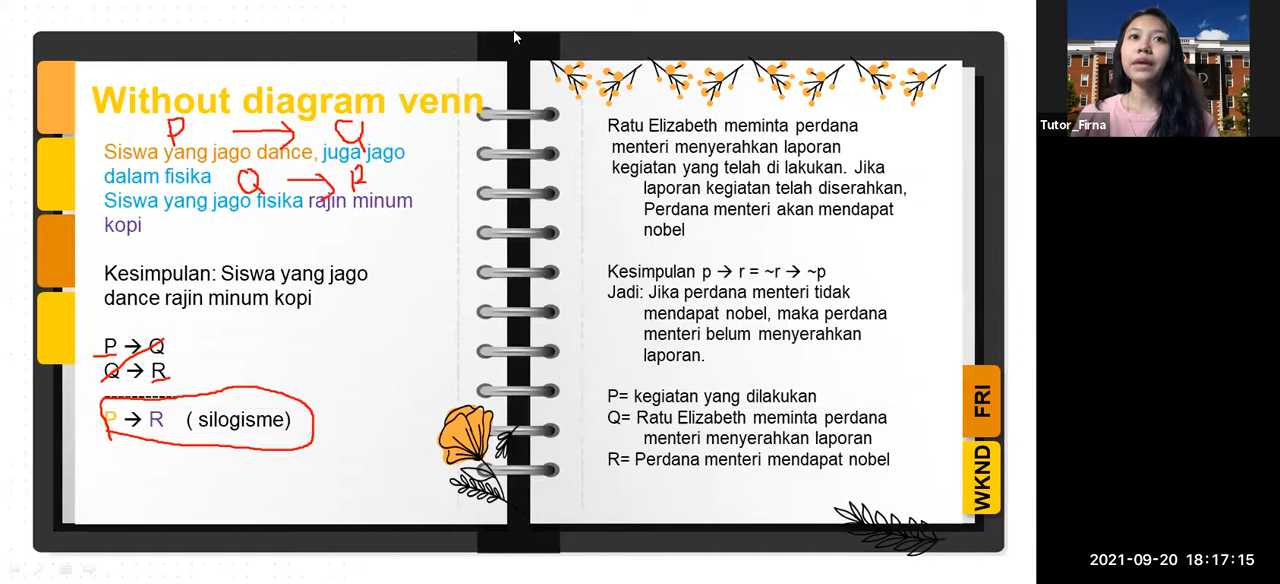 Without diagram venn
P → Q
Siswa yang jago dance, juga jago
dalam fisika
Q → R
Siswa yang jago fisika rajin minum
kopi
Kesimpulan: Siswa yang jago
dance rajin minum kopi
P → Q
Q → R
------------
P → R ( silogisme)
Ratu Elizabeth meminta perdana
menteri menyerahkan laporan
kegiatan yang telah di lakukan. Jika
laporan kegiatan telah diserahkan,
Perdana menteri akan mendapat
nobel
Kesimpulan p → r = ~r → ~p
Jadi: Jika perdana menteri tidak
mendapat nobel, maka perdana
menteri belum menyerahkan
laporan.
P= kegiatan yang dilakukan
Q= Ratu Elizabeth meminta perdana
menteri menyerahkan laporan
R= Perdana menteri mendapat nobel
FRI
WKND
Tutor_Firna
2021-09-20 18:17:15